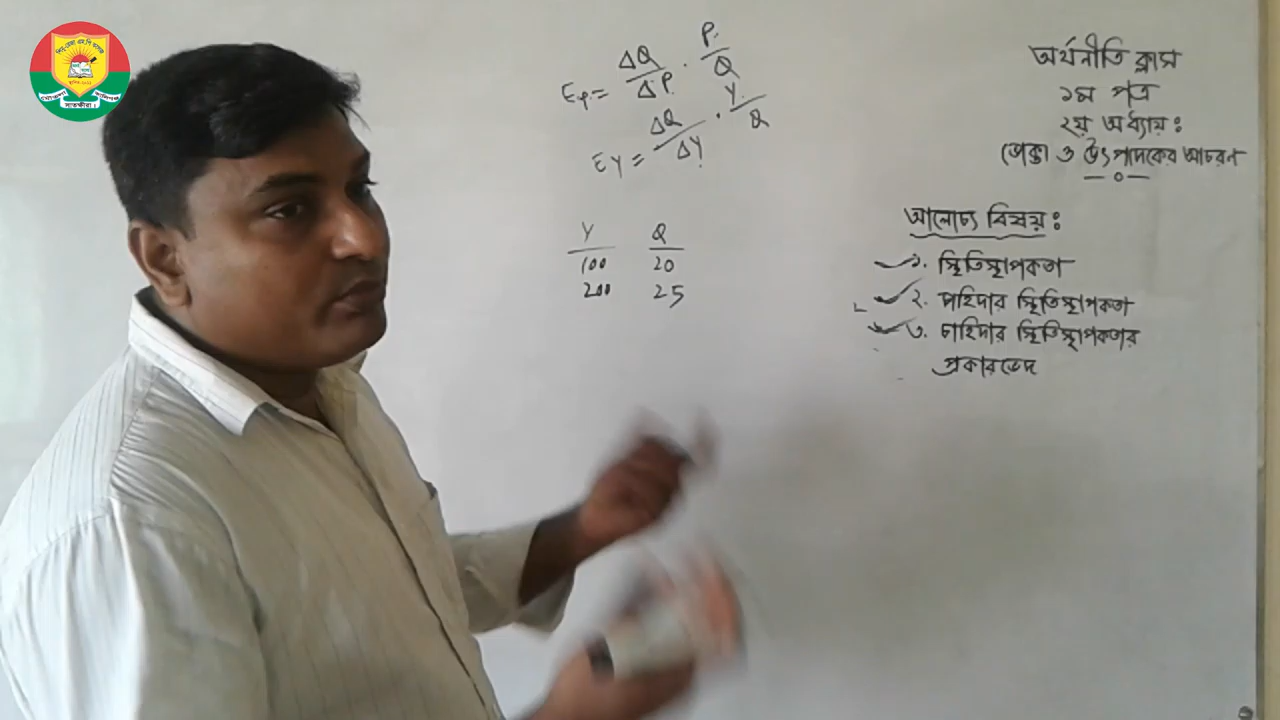 Ep = ΔQ/ΔP · P/Q
EY = ΔQ/ΔY · Y/Q
Y Q
100 20
200 25
অর্থনীতি ক্লাস
১ম পত্র
২য় অধ্যায়ঃ
ভোক্তা ও উৎপাদকের আচরণ
আলোচ্য বিষয়ঃ
১. স্থিতিস্থাপকতা
২. চাহিদার স্থিতিস্থাপকতা
৩. চাহিদার স্থিতিস্থাপকতার
প্রকারভেদ
সাতক্ষীরা।